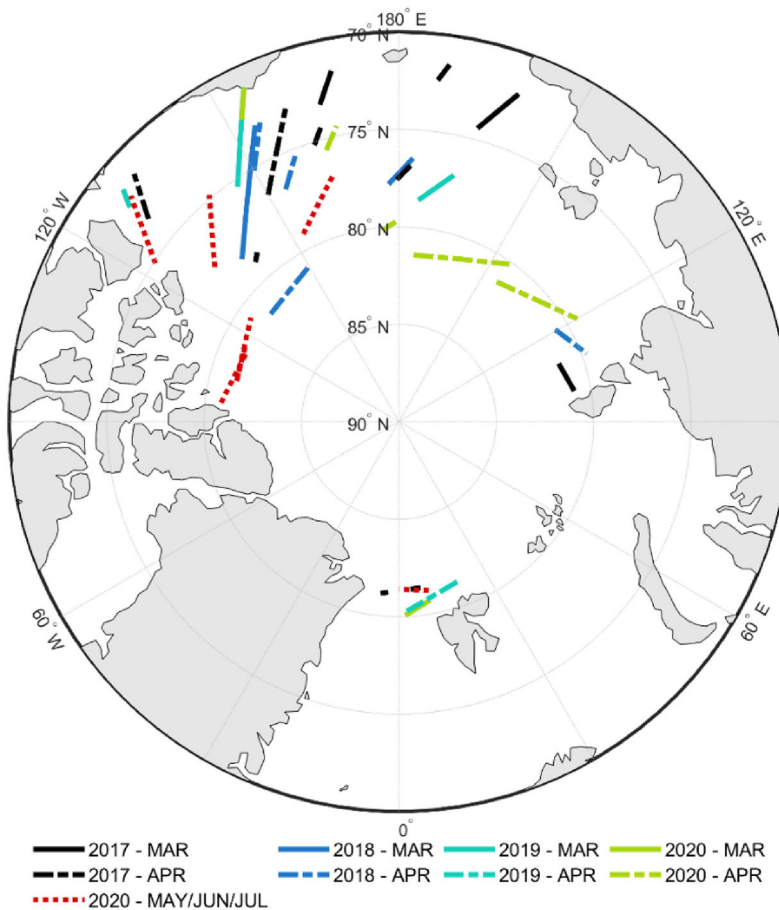 180° E
70° N
75° N
120° W
120° E
80° N
85° N
90° N
60° W
60° E
0°
2017 - MAR 2018 - MAR 2019 - MAR 2020 - MAR
2017 - APR 2018 - APR 2019 - APR 2020 - APR
2020 - MAY/JUN/JUL